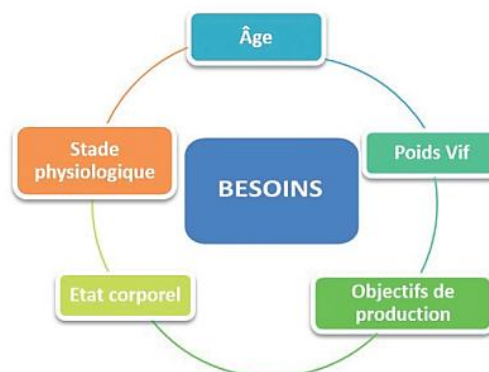 Âge
Stade
physiologique
Poids Vif
BESOINS
Etat corporel
Objectifs de
production